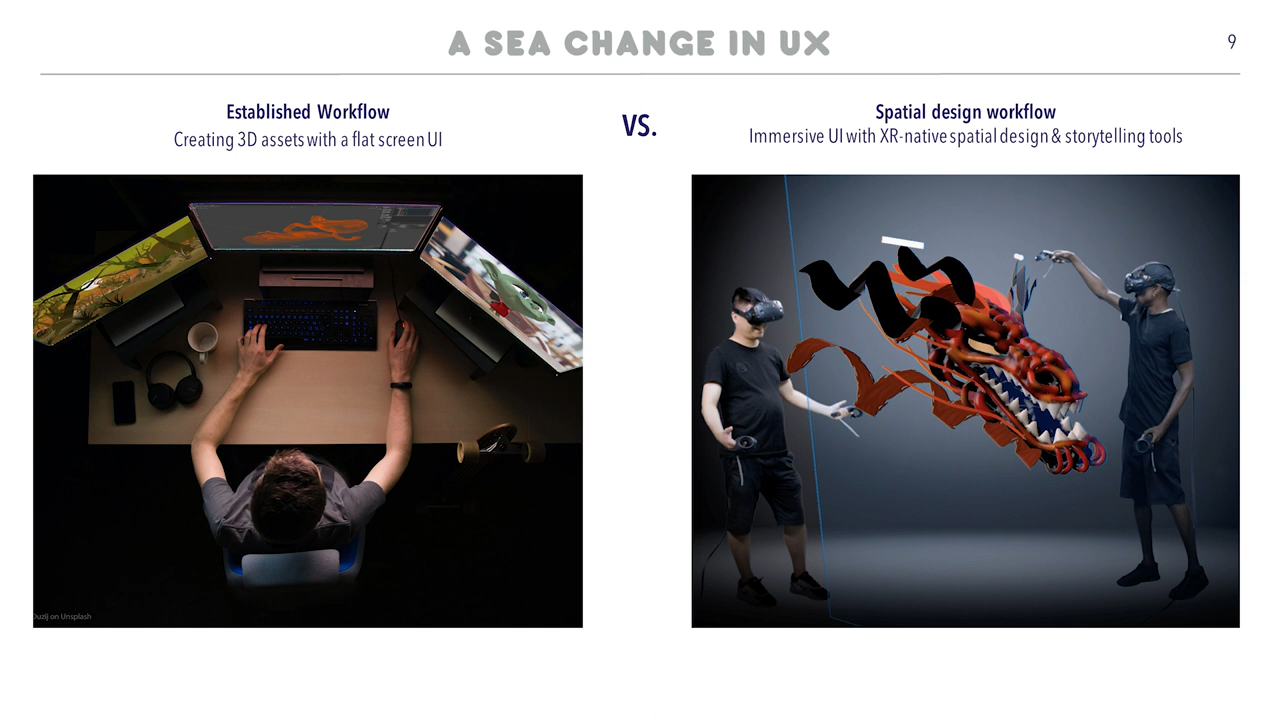 A SEA CHANGE IN UX
9
Established Workflow
Creating 3D assets with a flat screen UI
VS.
Spatial design workflow
Immersive UI with XR-native spatial design & storytelling tools
on Unsplash